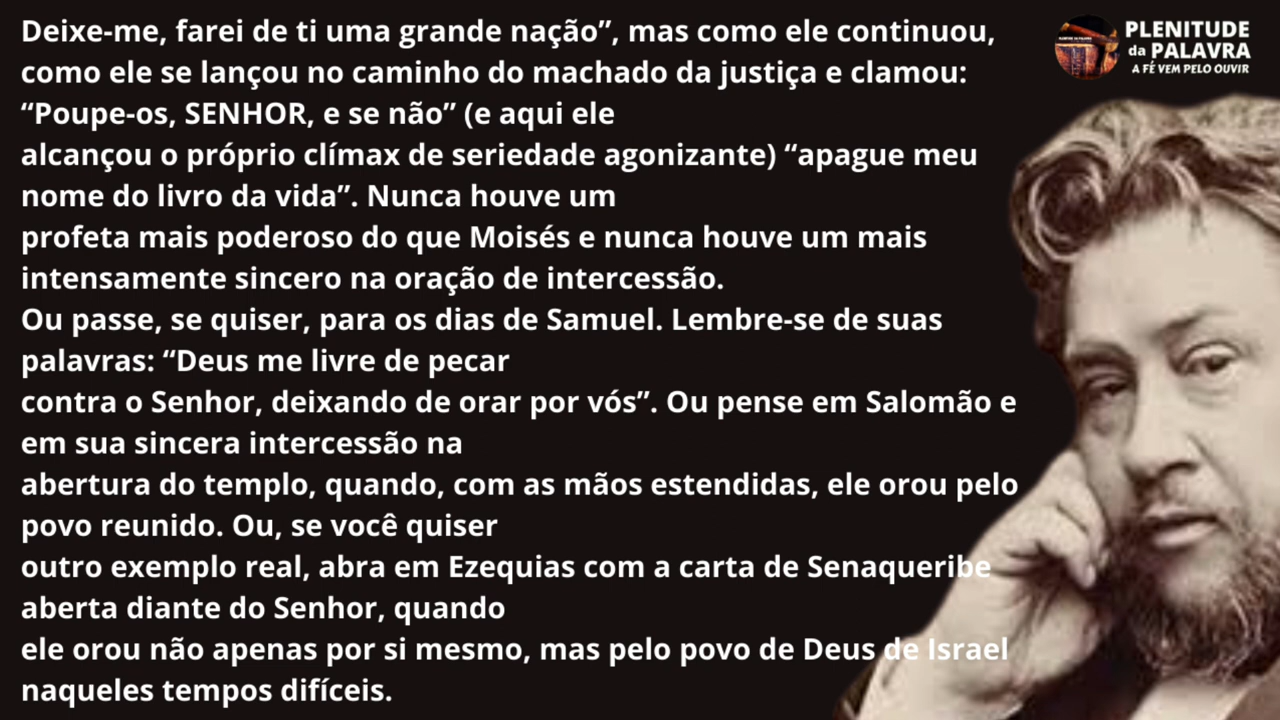 Deixe-me, farei de ti uma grande nação”, mas como ele continuou,
como ele se lançou no caminho do machado da justiça e clamou:
“Poupe-os, SENHOR, e se não” (e aqui ele
alcançou o próprio clímax de seriedade agonizante) “apague meu
nome do livro da vida”. Nunca houve um
profeta mais poderoso do que Moisés e nunca houve um mais
intensamente sincero na oração de intercessão.
Ou passe, se quiser, para os dias de Samuel. Lembre-se de suas
palavras: “Deus me livre de pecar
contra o Senhor, deixando de orar por vós”. Ou pense em Salomão e
em sua sincera intercessão na
abertura do templo, quando, com as mãos estendidas, ele orou pelo
povo reunido. Ou, se você quiser
outro exemplo real, abra em Ezequias com a carta de Senaqueribe
aberta diante do Senhor, quando
ele orou não apenas por si mesmo, mas pelo povo de Deus de Israel
naqueles tempos difíceis.
PLENITUDE
da PALAVRA
A FÉ VEM PELO OUVIR